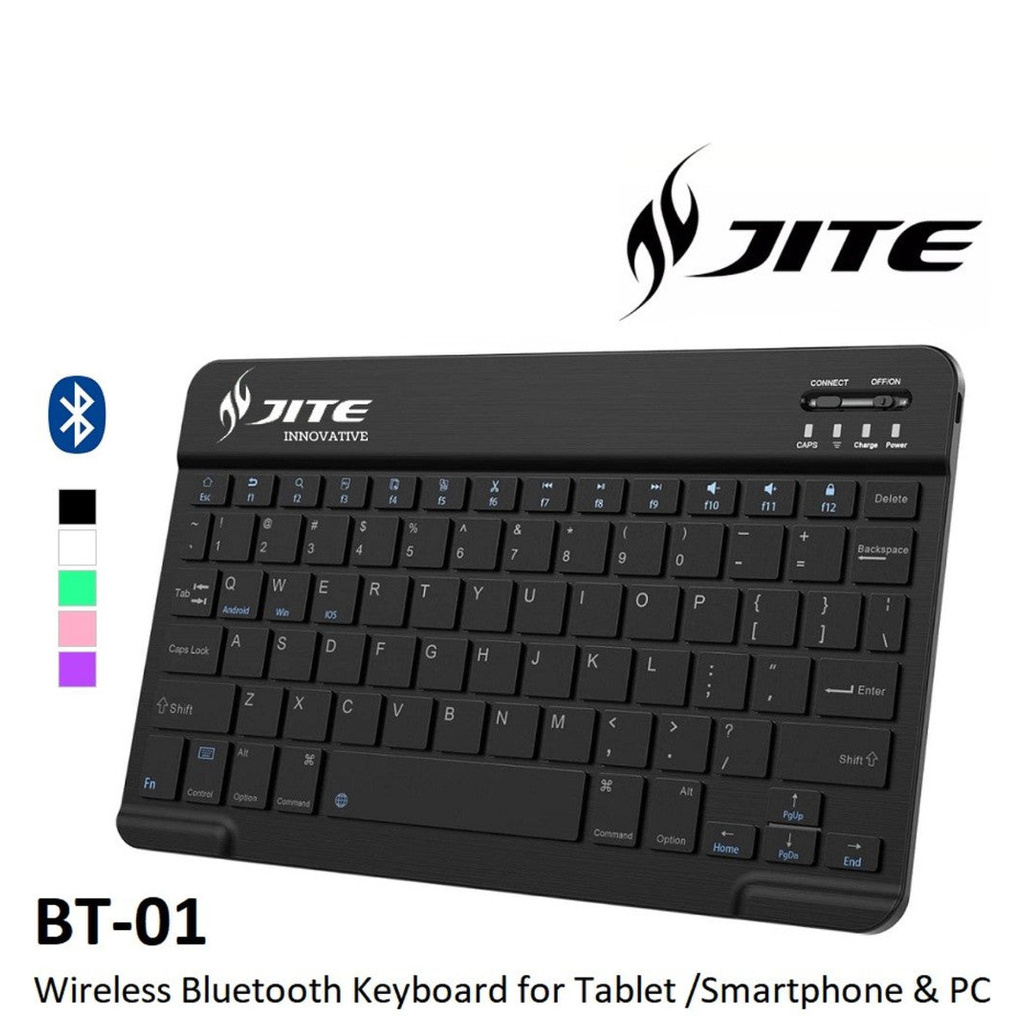 JITE
CONNECT OFF/ON
JITE
INNOVATIVE
CAPS Charge Power
Esc f1 f2 f3 f4 f5 f6 f7 f8 f9 f10 f11 f12 Delete
~ ! @ # $ % ^ & * ( ) — +
` 1 2 3 4 5 6 7 8 9 0 - = Backspace
Tab Q W E R T Y U I O P { } ¦
Android Win IOS [ ] \
Caps Lock A S D F G H J K L : " Enter
; ,
Shift Z X C V B N M < > ? Shift
, . /
Fn Control Alt Option ⌘ Command ⌘ Command Alt Option
↑ PgUp
← Home ↓ PgDn → End
BT-01
Wireless Bluetooth Keyboard for Tablet /Smartphone & PC